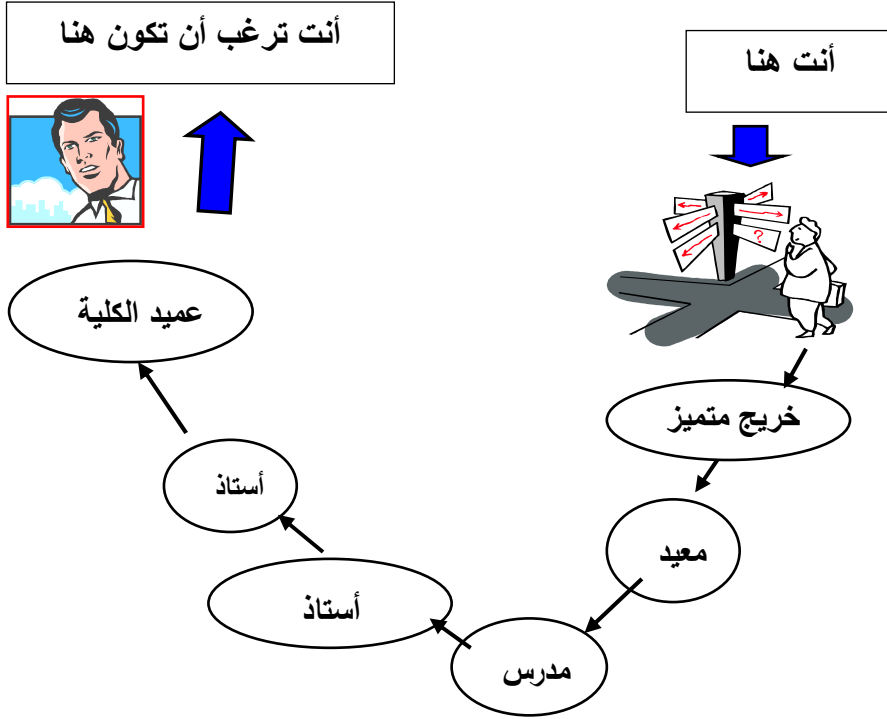 أنت هنا
أنت ترغب أن تكون هنا
?
خريج متميز
معيد
مدرس
أستاذ
أستاذ
عميد الكلية